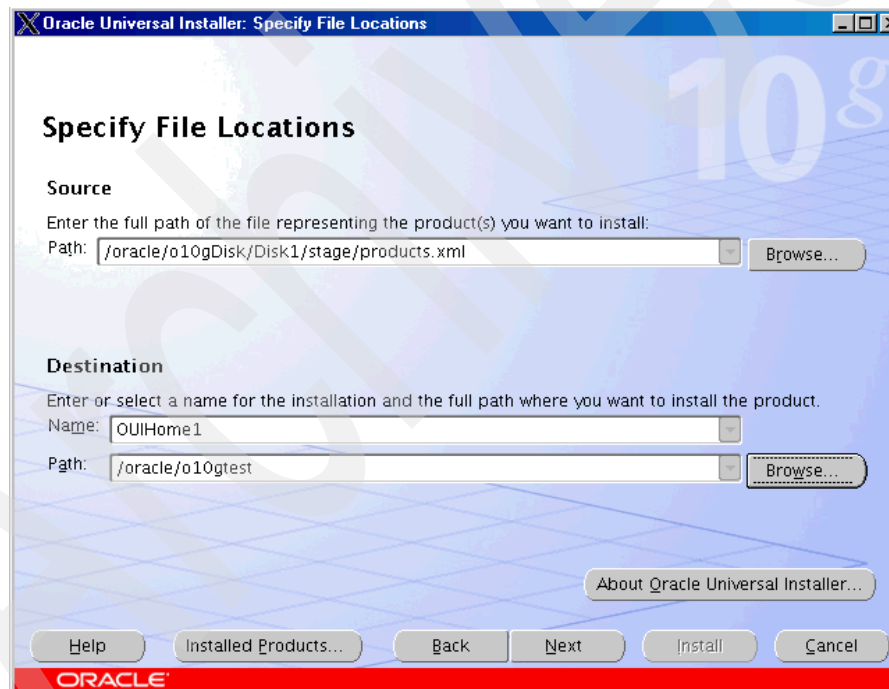 Oracle Universal Installer: Specify File Locations
10g
Specify File Locations
Source
Enter the full path of the file representing the product(s) you want to install:
Path: /oracle/o10gDisk/Disk1/stage/products.xml Browse...
Destination
Enter or select a name for the installation and the full path where you want to install the product.
Name: OUIHome1
Path: /oracle/o10gtest Browse...
About Oracle Universal Installer...
Help Installed Products... Back Next Install Cancel
ORACLE